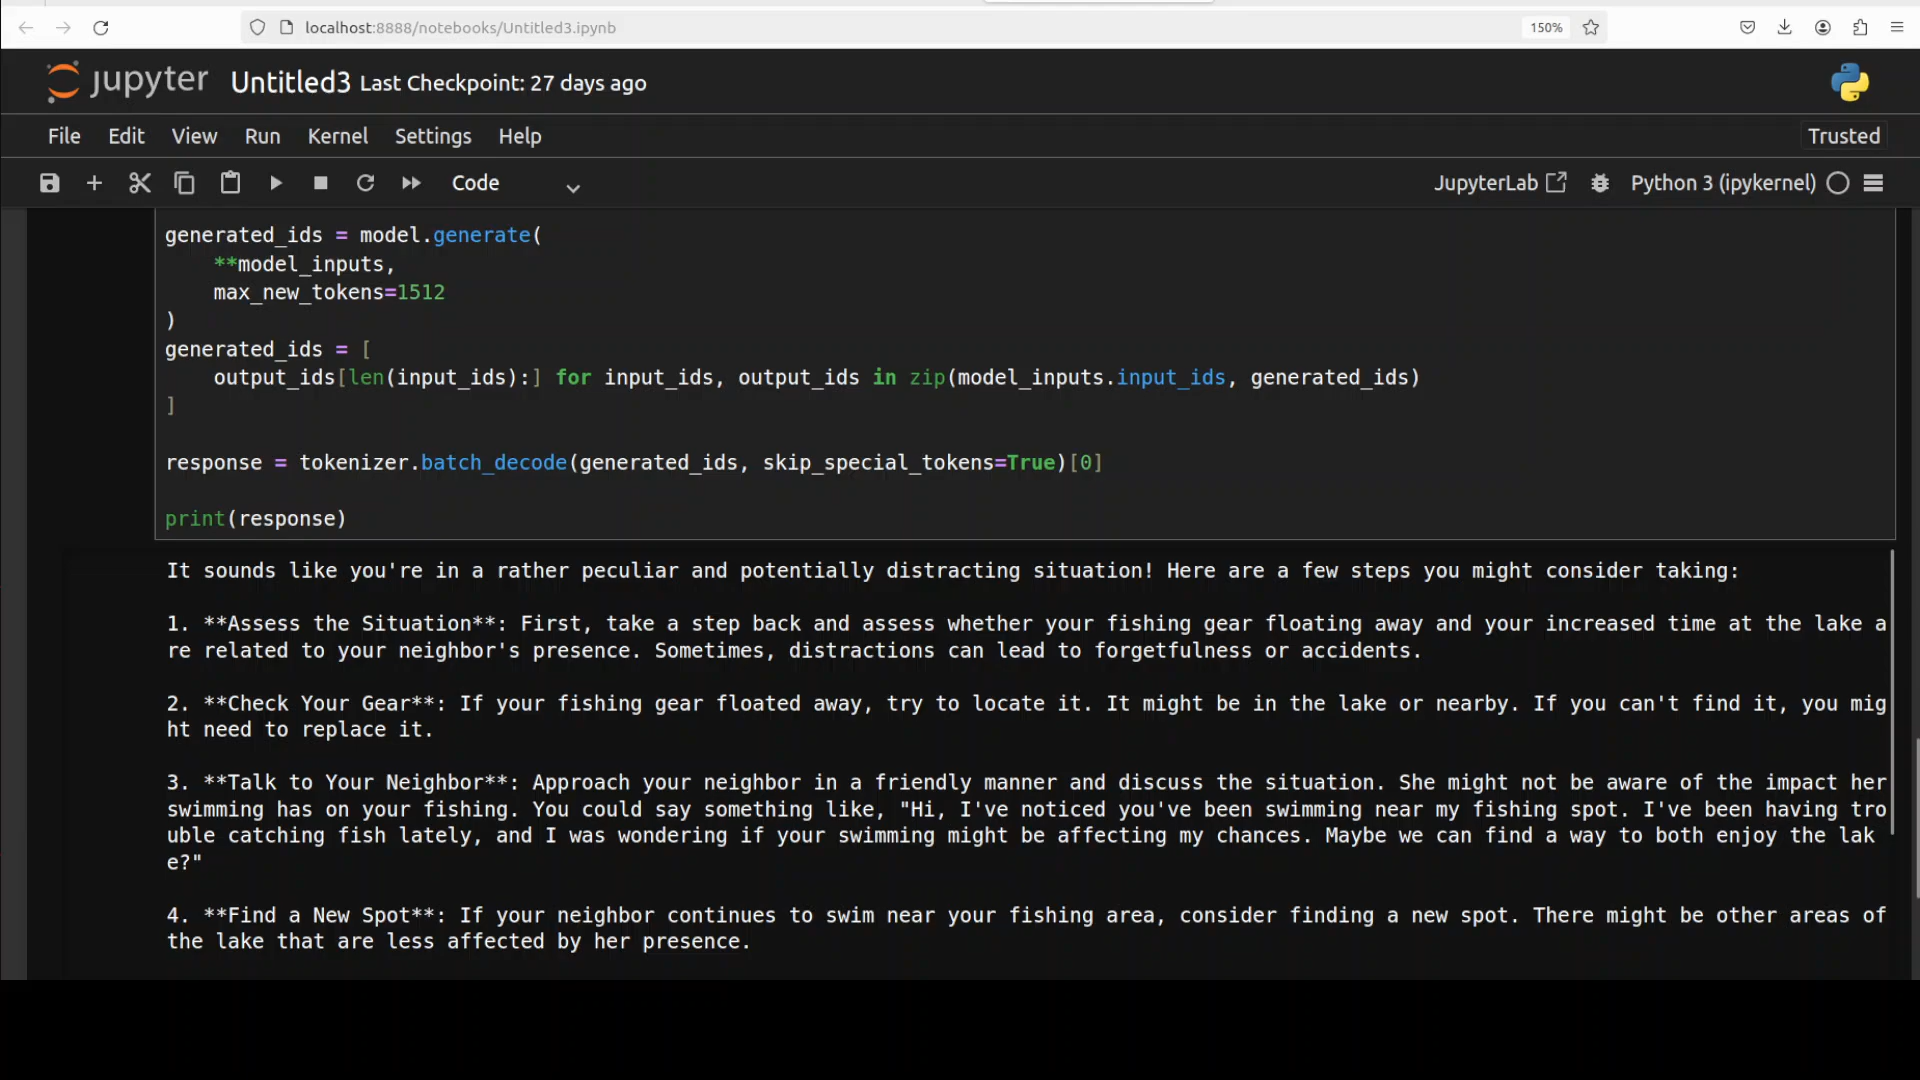 localhost:8888/notebooks/Untitled3.ipynb
150%
jupyter Untitled3 Last Checkpoint: 27 days ago
File Edit View Run Kernel Settings Help
Trusted
Code
JupyterLab
Python 3 (ipykernel)
generated_ids = model.generate(
    **model_inputs,
    max_new_tokens=1512
)
generated_ids = [
    output_ids[len(input_ids):] for input_ids, output_ids in zip(model_inputs.input_ids, generated_ids)
]
response = tokenizer.batch_decode(generated_ids, skip_special_tokens=True)[0]
print(response)
It sounds like you're in a rather peculiar and potentially distracting situation! Here are a few steps you might consider taking:
1. **Assess the Situation**: First, take a step back and assess whether your fishing gear floating away and your increased time at the lake a
re related to your neighbor's presence. Sometimes, distractions can lead to forgetfulness or accidents.
2. **Check Your Gear**: If your fishing gear floated away, try to locate it. It might be in the lake or nearby. If you can't find it, you mig
ht need to replace it.
3. **Talk to Your Neighbor**: Approach your neighbor in a friendly manner and discuss the situation. She might not be aware of the impact her
swimming has on your fishing. You could say something like, "Hi, I've noticed you've been swimming near my fishing spot. I've been having tro
uble catching fish lately, and I was wondering if your swimming might be affecting my chances. Maybe we can find a way to both enjoy the lak
e?"
4. **Find a New Spot**: If your neighbor continues to swim near your fishing area, consider finding a new spot. There might be other areas of
the lake that are less affected by her presence.